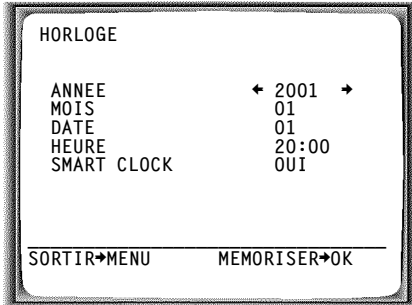 HORLOGE
ANNEE ← 2001 →
MOIS 01
DATE 01
HEURE 20:00
SMART CLOCK OUI
SORTIR→MENU MEMORISER→OK